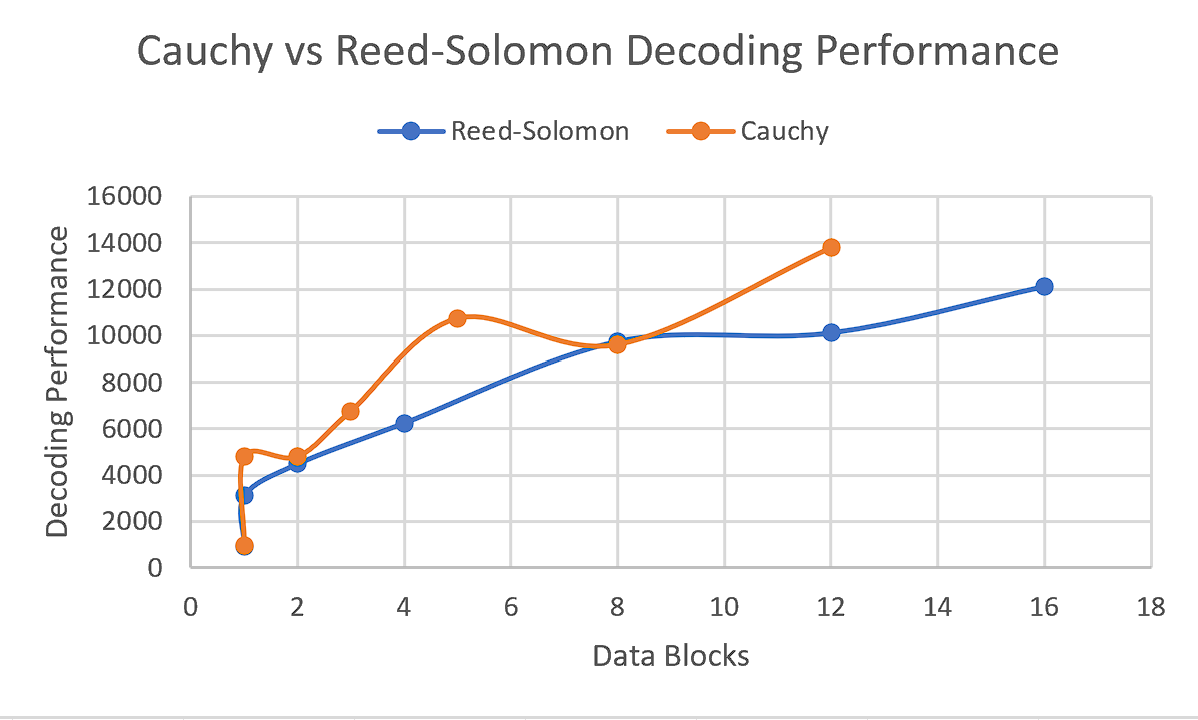 Cauchy vs Reed-Solomon Decoding Performance
Reed-Solomon Cauchy
Decoding Performance
16000
14000
12000
10000
8000
6000
4000
2000
0
0 2 4 6 8 10 12 14 16 18
Data Blocks